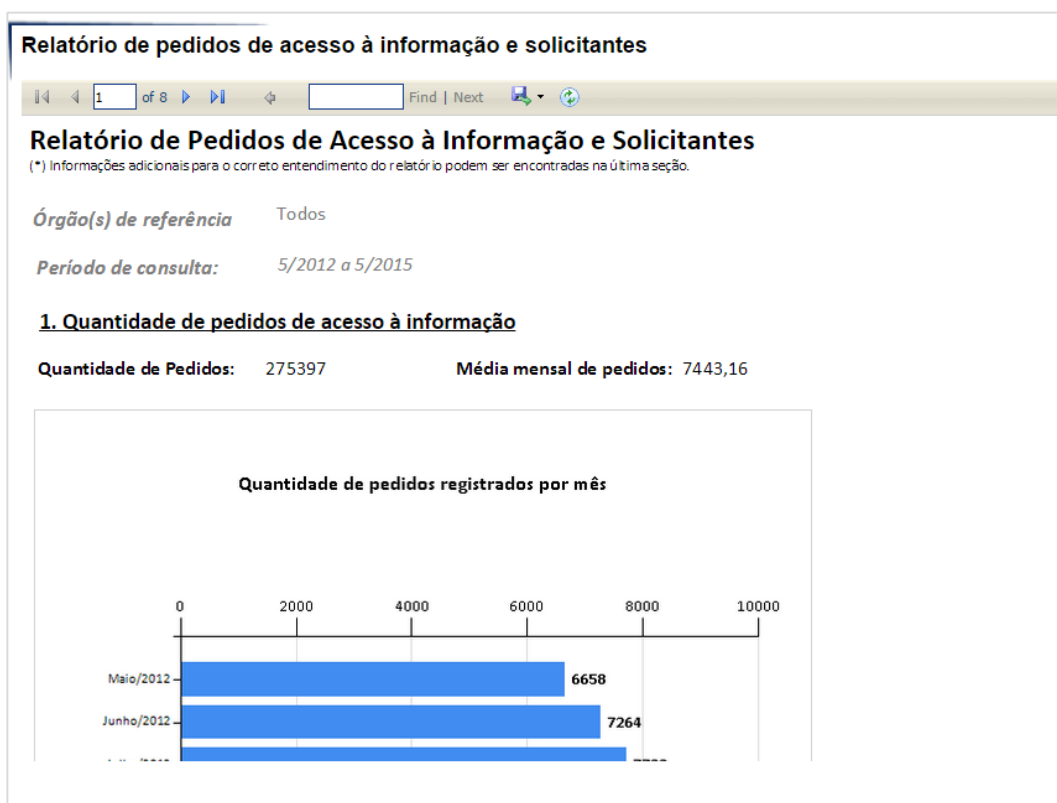 Relatório de pedidos de acesso à informação e solicitantes
1 of 8 Find | Next
Relatório de Pedidos de Acesso à Informação e Solicitantes
(*) Informações adicionais para o correto entendimento do relatório podem ser encontradas na última seção.
Órgão(s) de referência Todos
Período de consulta: 5/2012 a 5/2015
1. Quantidade de pedidos de acesso à informação
Quantidade de Pedidos: 275397 Média mensal de pedidos: 7443,16
Quantidade de pedidos registrados por mês
0 2000 4000 6000 8000 10000
Maio/2012 6658
Junho/2012 7264